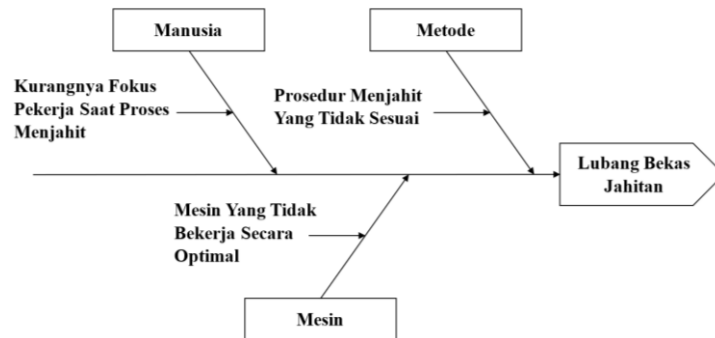 Manusia
Metode
Kurangnya Fokus
Pekerja Saat Proses
Menjahit
Prosedur Menjahit
Yang Tidak Sesuai
Lubang Bekas
Jahitan
Mesin Yang Tidak
Bekerja Secara
Optimal
Mesin